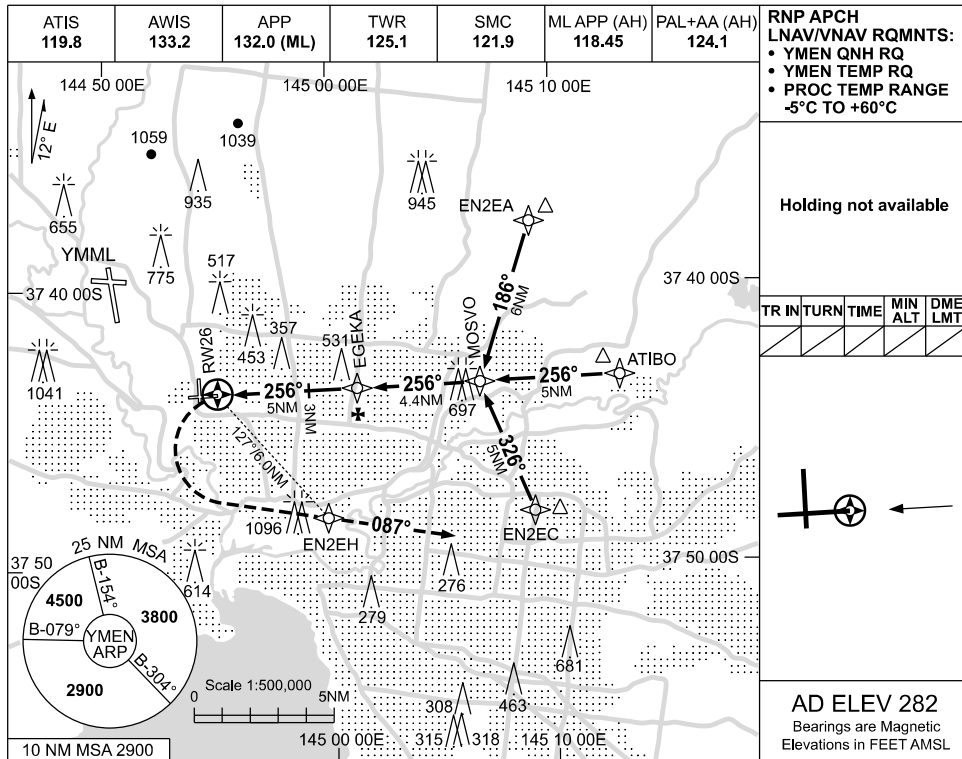 ATIS
119.8
AWIS
133.2
APP
132.0 (ML)
TWR
125.1
SMC
121.9
ML APP (AH)
118.45
PAL+AA (AH)
124.1
RNP APCH
LNAV/VNAV RQMNTS:
• YMEN QNH RQ
• YMEN TEMP RQ
• PROC TEMP RANGE
-5°C TO +60°C
144 50 00E
145 00 00E
145 10 00E
12° E
1059
1039
935
945
655
775
YMML
517
EN2EA
Holding not available
186°
6NM
37 40 00S
37 40 00S
TR IN
TURN
TIME
MIN
ALT
DME
LMT
RW26
453
357
531
EGEKA
MOSVO
ATIBO
1041
256°
5NM
3NM
256°
4.4NM
697
256°
5NM
127°/6.0NM
326°
5NM
1096
EN2EH
087°
EN2EC
37 50 00S
37 50
00S
25 NM MSA
614
276
279
B-154°
4500
3800
B-079°
YMEN
ARP
B-304°
2900
Scale 1:500,000
0
5NM
681
308
463
315
318
145 00 00E
145 10 00E
10 NM MSA 2900
AD ELEV 282
Bearings are Magnetic
Elevations in FEET AMSL